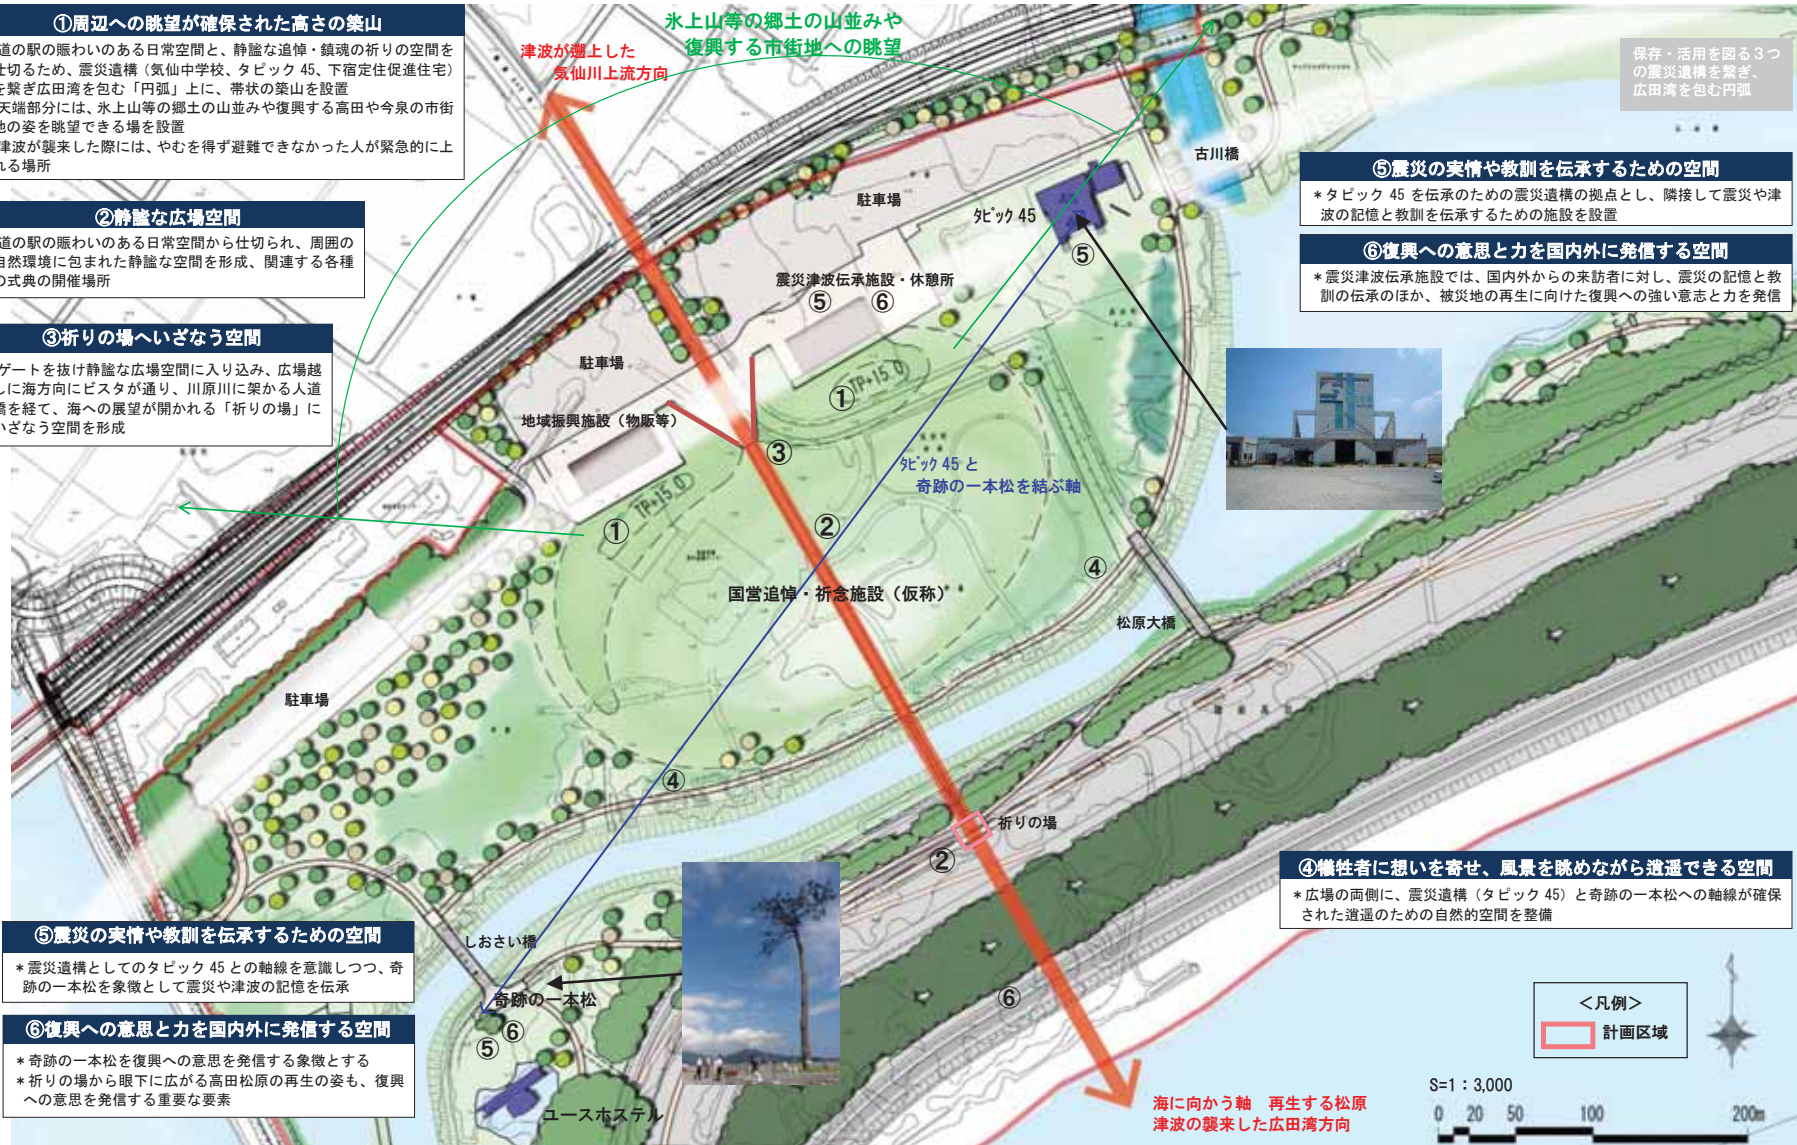 ①周辺への眺望が確保された高さの築山
道の駅の賑わいのある日常空間と、静謐な追悼・鎮魂の祈りの空間を
仕切るため、震災遺構（気仙中学校、タピック 45、下宿定住促進住宅）
を繋ぎ広田湾を包む「円弧」上に、帯状の築山を設置
天端部分には、氷上山等の郷土の山並みや復興する高田や今泉の市街
地の姿を眺望できる場を設置
津波が襲来した際には、やむを得ず避難できなかった人が緊急的に上
れる場所
②静謐な広場空間
道の駅の賑わいのある日常空間から仕切られ、周囲の
自然環境に包まれた静謐な空間を形成、関連する各種
の式典の開催場所
③祈りの場へいざなう空間
ゲートを抜け静謐な広場空間に入り込み、広場越
しに海方向にビスタが通り、川原川に架かる人道
橋を経て、海への展望が開かれる「祈りの場」に
いざなう空間を形成
津波が遡上した
気仙川上流方向
氷上山等の郷土の山並みや
復興する市街地への眺望
保存・活用を図る３つ
の震災遺構を繋ぎ、
広田湾を包む円弧
古川橋
⑤震災の実情や教訓を伝承するための空間
＊タピック 45 を伝承のための震災遺構の拠点とし、隣接して震災や津
波の記憶と教訓を伝承するための施設を設置
⑥復興への意思と力を国内外に発信する空間
＊震災津波伝承施設では、国内外からの来訪者に対し、震災の記憶と教
訓の伝承のほか、被災地の再生に向けた復興への強い意志と力を発信
駐車場
タピック 45
⑤
震災津波伝承施設・休憩所
⑤ ⑥
駐車場
①
TP+15.0
地域振興施設（物販等）
③
タピック 45 と
奇跡の一本松を結ぶ軸
①
TP+15.0
②
④
国営追悼・祈念施設（仮称）
松原大橋
駐車場
④
祈りの場
②
④犠牲者に想いを寄せ、風景を眺めながら逍遥できる空間
＊広場の両側に、震災遺構（タピック 45）と奇跡の一本松への軸線が確保
された逍遥のための自然的空間を整備
⑤震災の実情や教訓を伝承するための空間
＊震災遺構としてのタピック 45 との軸線を意識しつつ、奇
跡の一本松を象徴として震災や津波の記憶を伝承
⑥復興への意思と力を国内外に発信する空間
＊奇跡の一本松を復興への意思を発信する象徴とする
＊祈りの場から眼下に広がる高田松原の再生の姿も、復興
への意思を発信する重要な要素
しおさい橋
奇跡の一本松
⑥
⑤
ユースホステル
⑥
海に向かう軸　再生する松原
津波の襲来した広田湾方向
＜凡例＞
計画区域
S=1：3,000
0 20 50 100 200m